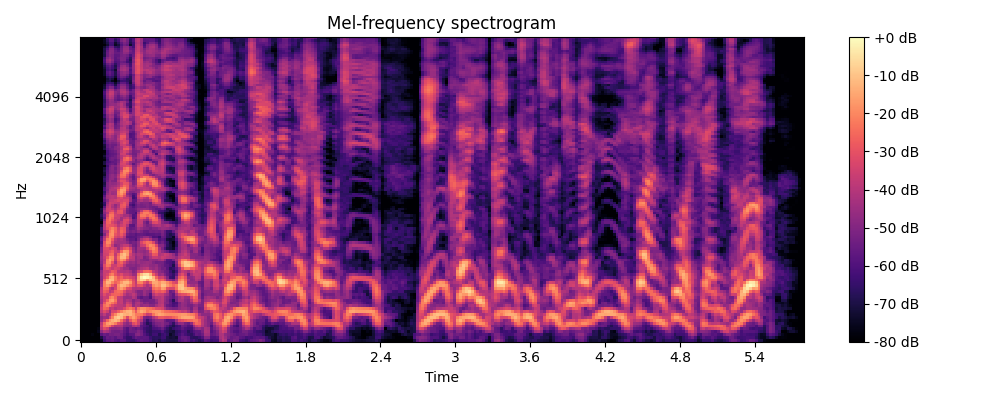 Mel-frequency spectrogram
Hz
4096
2048
1024
512
0
0 0.6 1.2 1.8 2.4 3 3.6 4.2 4.8 5.4
Time
+0 dB
-10 dB
-20 dB
-30 dB
-40 dB
-50 dB
-60 dB
-70 dB
-80 dB